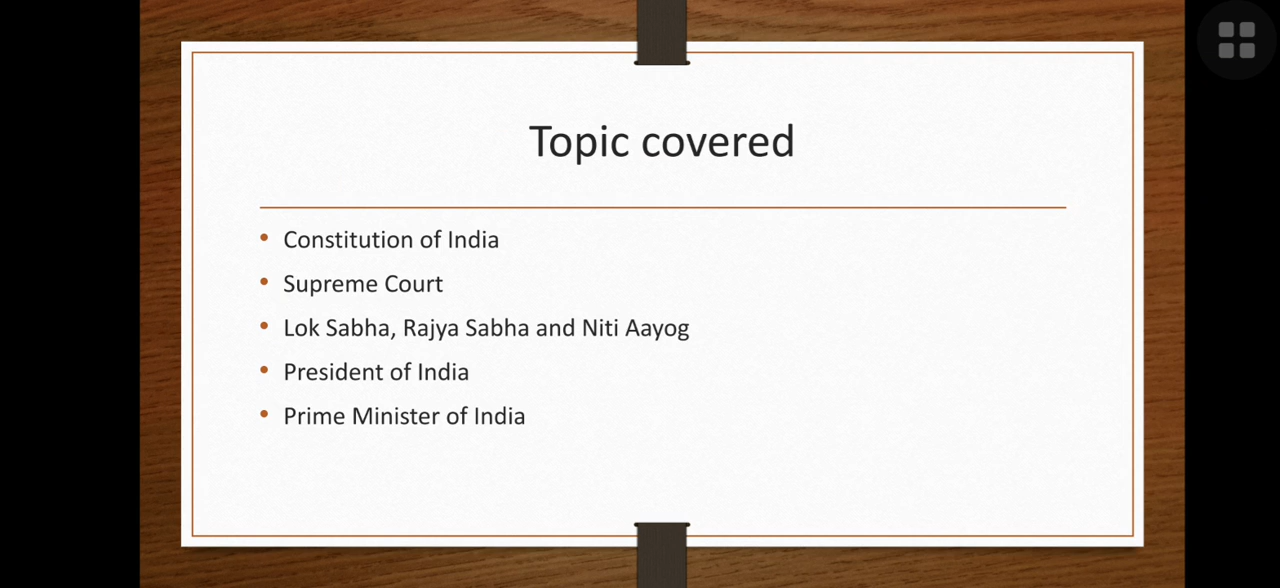 Topic covered
• Constitution of India
• Supreme Court
• Lok Sabha, Rajya Sabha and Niti Aayog
• President of India
• Prime Minister of India